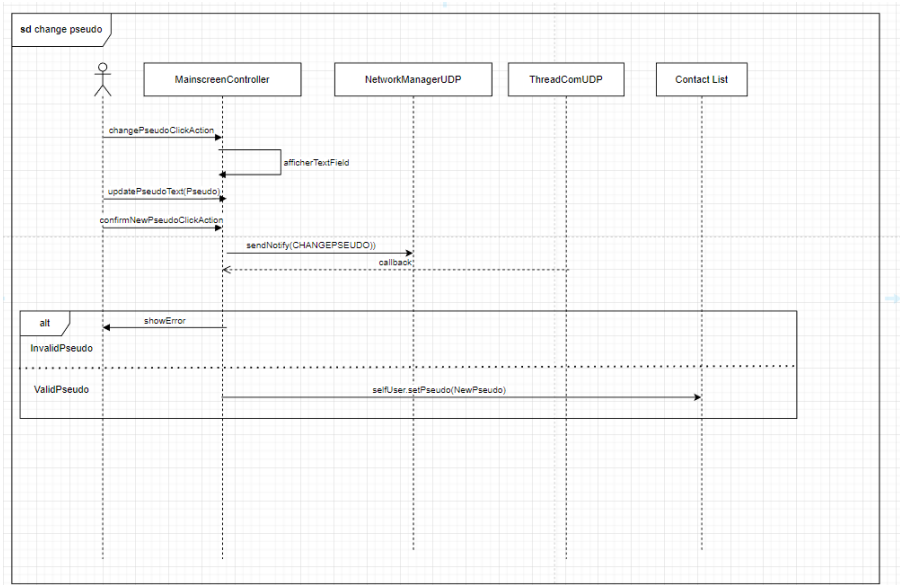 sd change pseudo
MainscreenController
NetworkManagerUDP
ThreadComUDP
Contact List
changePseudoClickAction
afficherTextField
updatePseudoText(Pseudo)
confirmNewPseudoClickAction
sendNotify(CHANGEPSEUDO))
callback
alt
showError
InvalidPseudo
ValidPseudo
selfUser.setPseudo(NewPseudo)